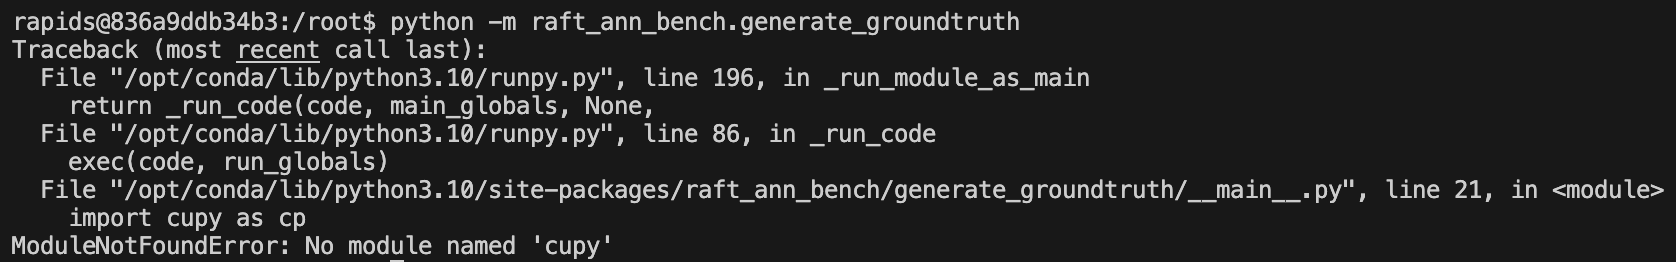 rapids@836a9ddb34b3:/root$ python -m raft_ann_bench.generate_groundtruth
Traceback (most recent call last):
  File "/opt/conda/lib/python3.10/runpy.py", line 196, in _run_module_as_main
    return _run_code(code, main_globals, None,
  File "/opt/conda/lib/python3.10/runpy.py", line 86, in _run_code
    exec(code, run_globals)
  File "/opt/conda/lib/python3.10/site-packages/raft_ann_bench/generate_groundtruth/__main__.py", line 21, in <module>
    import cupy as cp
ModuleNotFoundError: No module named 'cupy'